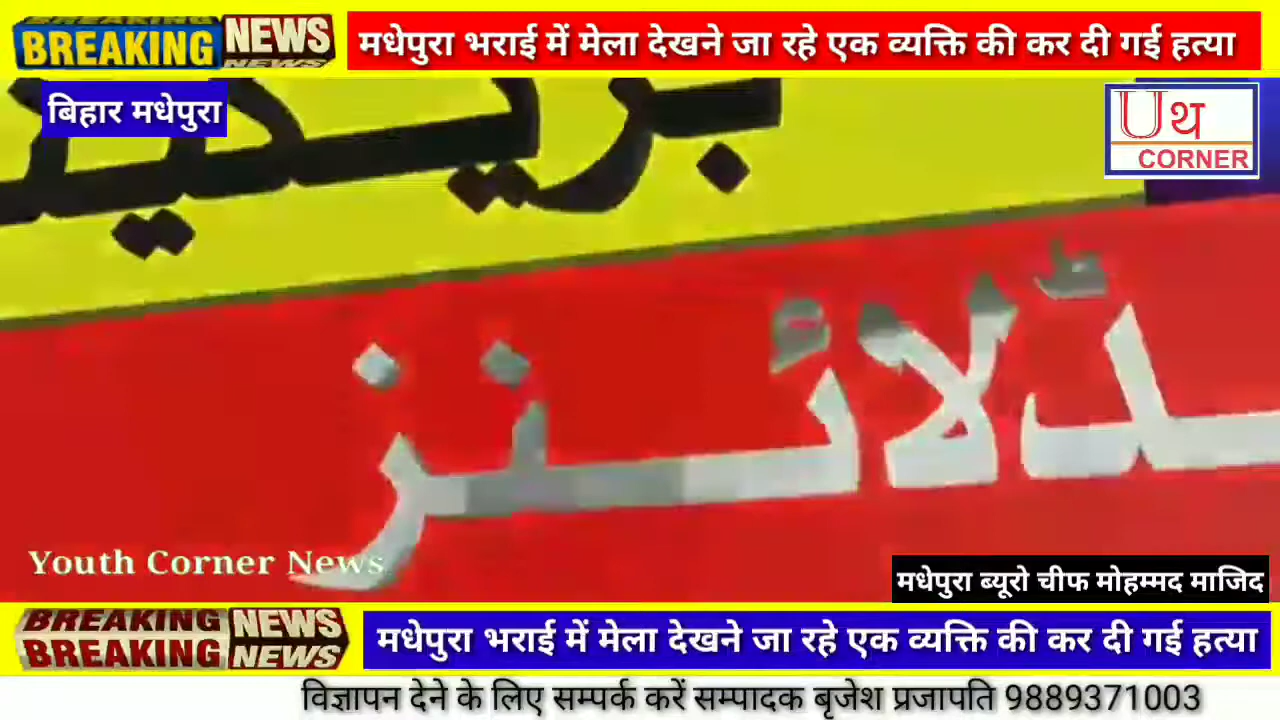 BREAKING NEWS
मधेपुरा भराई में मेला देखने जा रहे एक व्यक्ति की कर दी गई हत्या
बिहार मधेपुरा
Uथ
CORNER
Youth Corner News
मधेपुरा ब्यूरो चीफ मोहम्मद माजिद
BREAKING NEWS
BREAKING NEWS
मधेपुरा भराई में मेला देखने जा रहे एक व्यक्ति की कर दी गई हत्या
विज्ञापन देने के लिए सम्पर्क करें सम्पादक बृजेश प्रजापति 9889371003